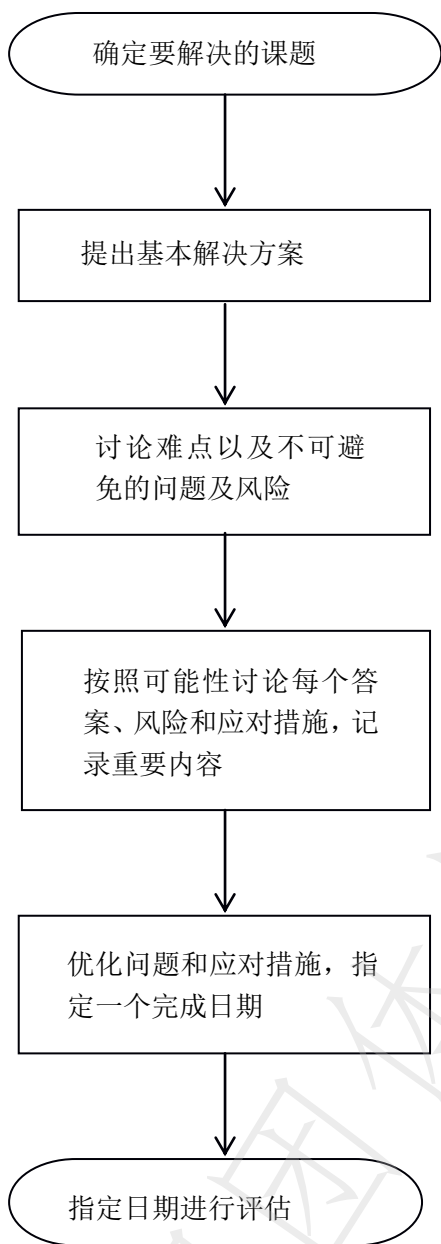 确定要解决的课题
提出基本解决方案
讨论难点以及不可避
免的问题及风险
按照可能性讨论每个答
案、风险和应对措施，记
录重要内容
优化问题和应对措施，指
定一个完成日期
指定日期进行评估